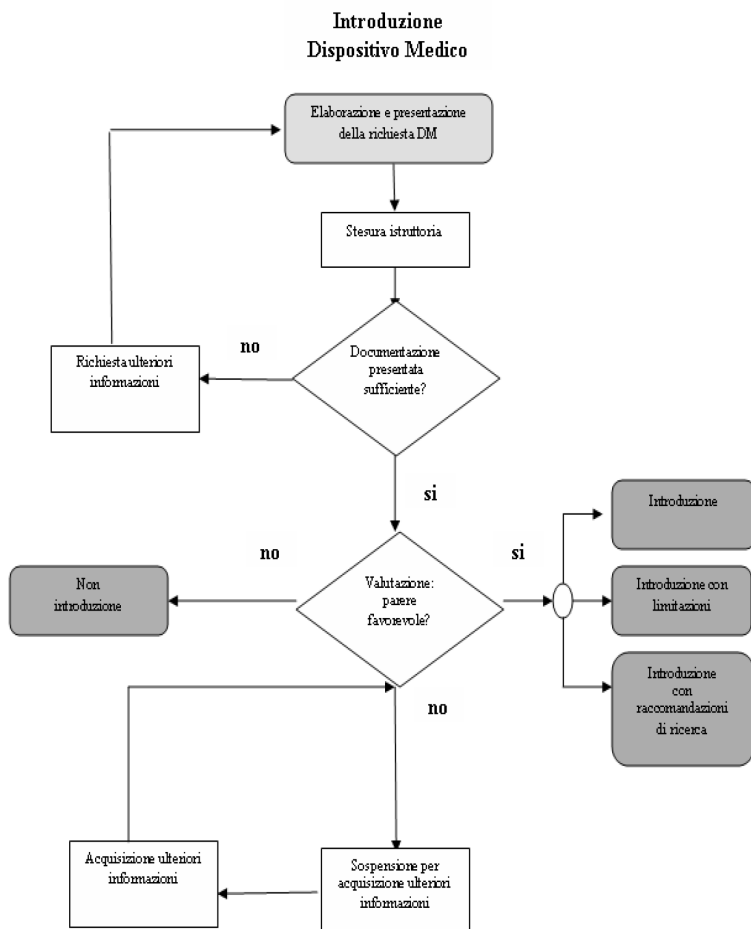 Introduzione
Dispositivo Medico
Elaborazione e presentazione
della richiesta DM
Stesura istruttoria
Documentazione
presentata
sufficiente?
no
Richiesta ulteriori
informazioni
si
Valutazione:
parere
favorevole?
no
Non
introduzione
si
Introduzione
Introduzione con
limitazioni
Introduzione
con
raccomandazioni
di ricerca
no
Sospensione per
acquisizione ulteriori
informazioni
Acquisizione ulteriori
informazioni